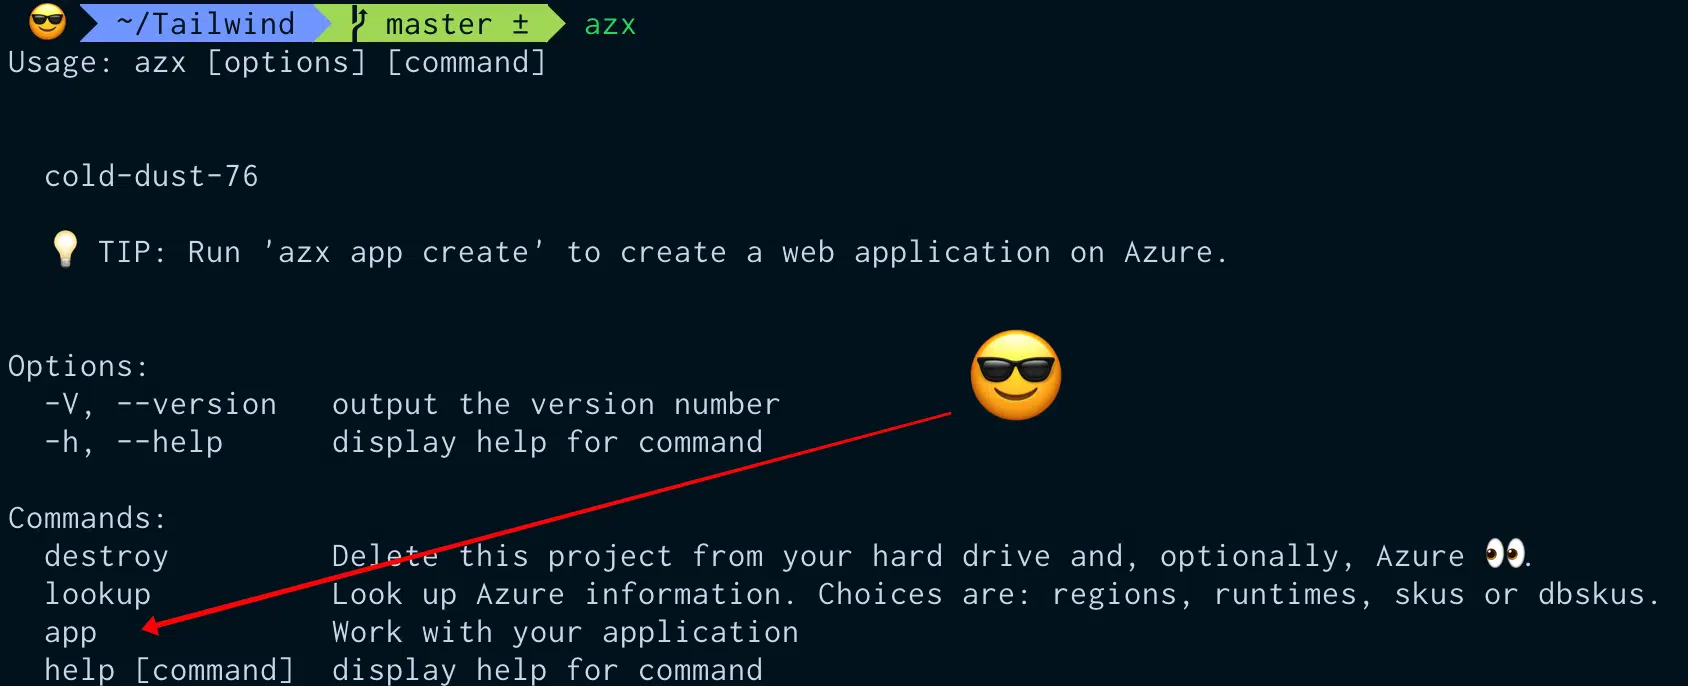 😎 ~/Tailwind master ± azx
Usage: azx [options] [command]
cold-dust-76
💡 TIP: Run 'azx app create' to create a web application on Azure.
Options:
-V, --version output the version number
-h, --help display help for command
Commands:
destroy Delete this project from your hard drive and, optionally, Azure 👀.
lookup Look up Azure information. Choices are: regions, runtimes, skus or dbskus.
app Work with your application
help [command] display help for command